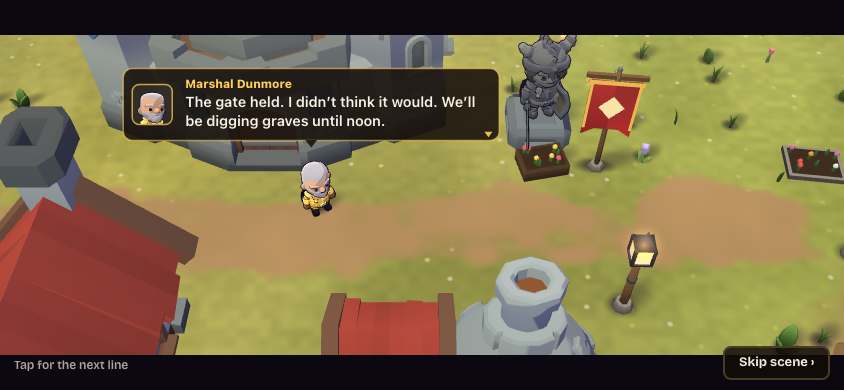 Marshal Dunmore
The gate held. I didn’t think it would. We’ll
be digging graves until noon.
Tap for the next line
Skip scene ›